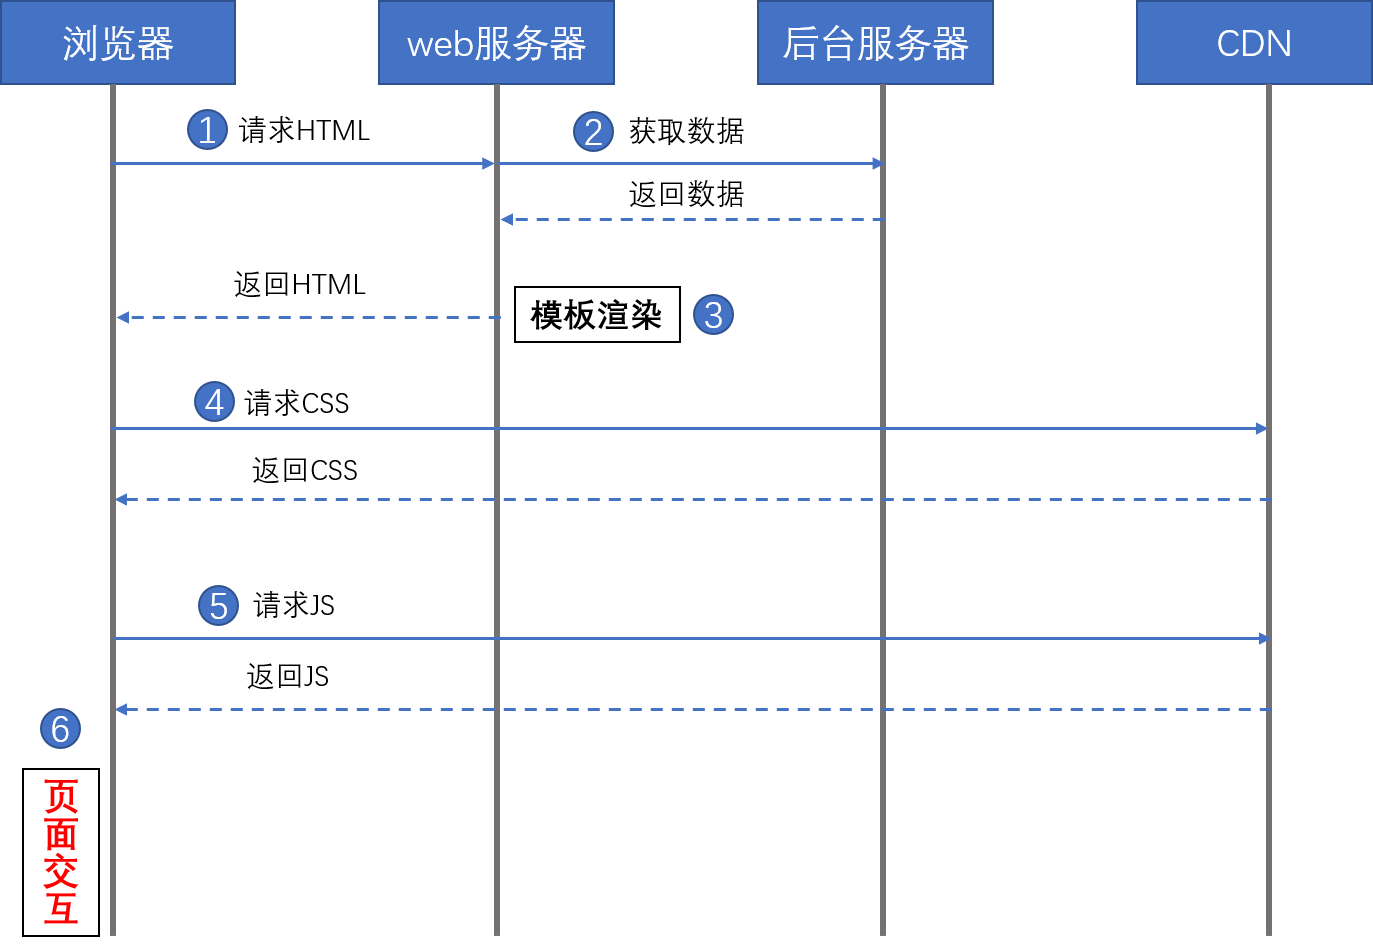 浏览器
web服务器
后台服务器
CDN
1 请求HTML
2 获取数据
返回数据
返回HTML
模板渲染 3
4 请求CSS
返回CSS
5 请求JS
返回JS
6
页
面
交
互